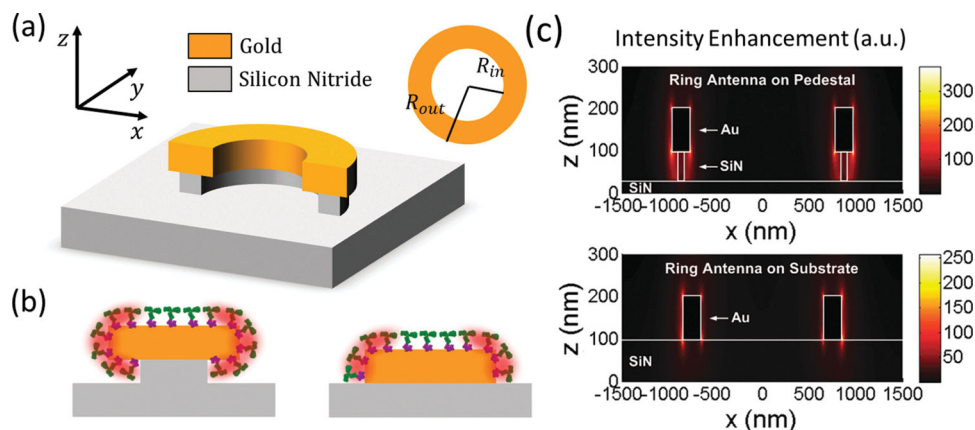 (a)
z
y
x
Gold
Silicon Nitride
R_in
R_out
(b)
(c) Intensity Enhancement (a.u.)
300
200
100
0
z (nm)
Ring Antenna on Pedestal
Au
SiN
SiN
-1500 -1000 -500 0 500 1000 1500
x (nm)
300
200
100
300
200
100
0
z (nm)
Ring Antenna on Substrate
Au
SiN
-1500 -1000 -500 0 500 1000 1500
x (nm)
250
200
150
100
50